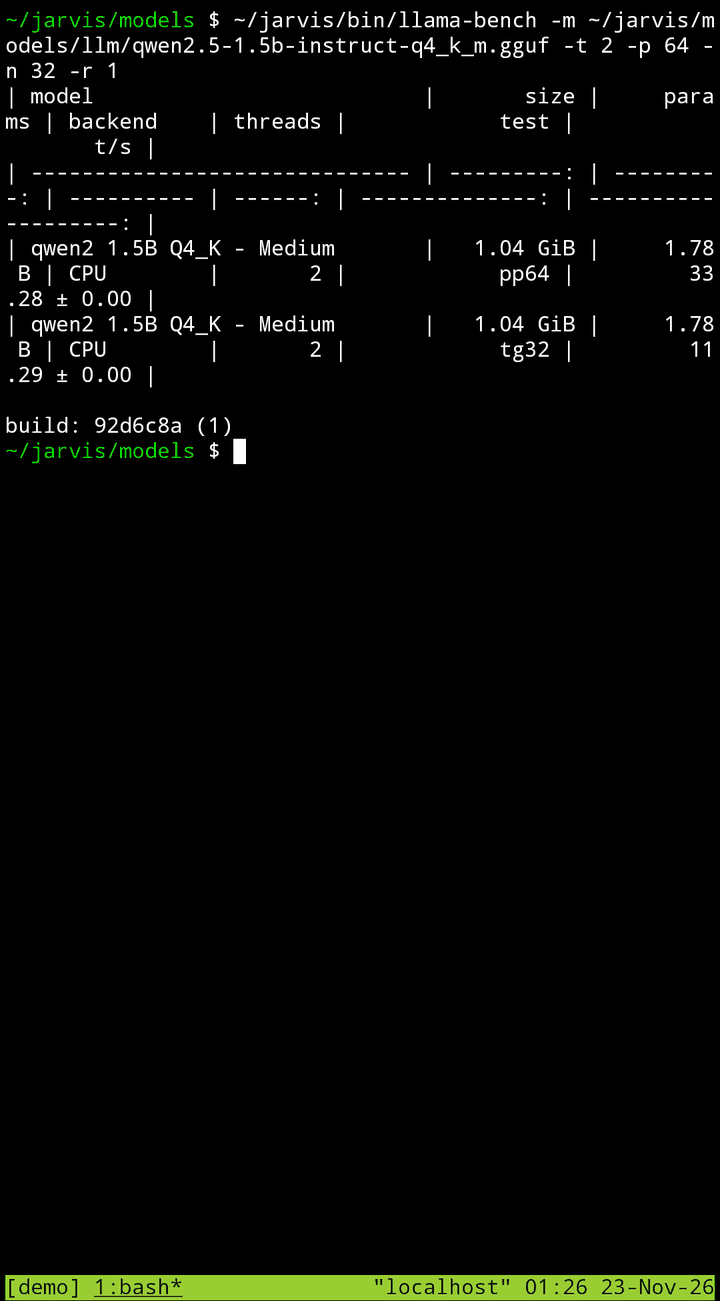 ~/jarvis/models $ ~/jarvis/bin/llama-bench -m ~/jarvis/m
odels/llm/qwen2.5-1.5b-instruct-q4_k_m.gguf -t 2 -p 64 -
n 32 -r 1
| model                          |       size |     para
ms | backend    | threads |            test |           
       t/s |
| ------------------------------ | ---------: | --------
-: | ---------- | ------: | --------------: | ----------
---------: |
| qwen2 1.5B Q4_K - Medium       |   1.04 GiB |     1.78
 B | CPU        |       2 |            pp64 |         33
.28 ± 0.00 |
| qwen2 1.5B Q4_K - Medium       |   1.04 GiB |     1.78
 B | CPU        |       2 |            tg32 |         11
.29 ± 0.00 |

build: 92d6c8a (1)
~/jarvis/models $
[demo] 1:bash*               "localhost" 01:26 23-Nov-26